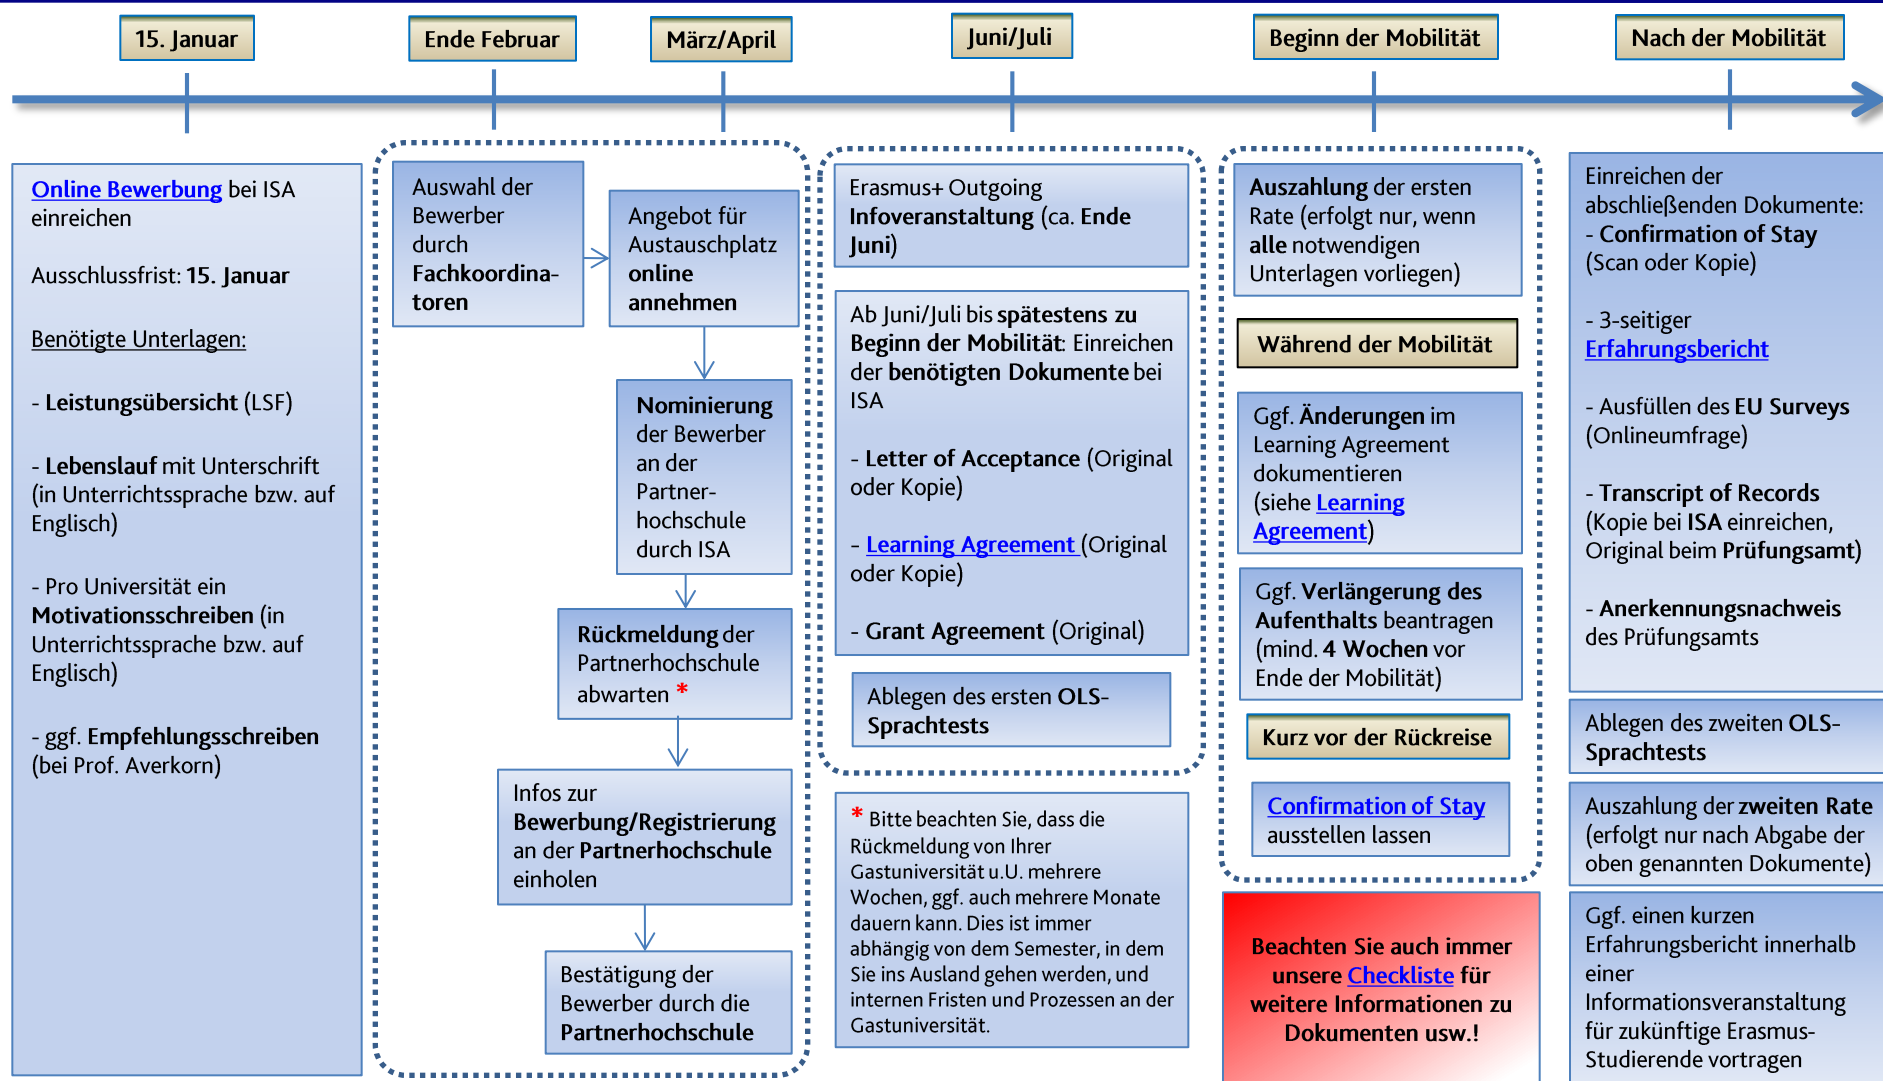 15. Januar
Ende Februar
März/April
Juni/Juli
Beginn der Mobilität
Nach der Mobilität
Online Bewerbung bei ISA
einreichen
Ausschlussfrist: 15. Januar
Benötigte Unterlagen:
- Leistungsübersicht (LSF)
- Lebenslauf mit Unterschrift
(in Unterrichtssprache bzw. auf
Englisch)
- Pro Universität ein
Motivationsschreiben (in
Unterrichtssprache bzw. auf
Englisch)
- ggf. Empfehlungsschreiben
(bei Prof. Averkorn)
Auswahl der
Bewerber
durch
Fachkoordina-
toren
Angebot für
Austauschplatz
online
annehmen
Nominierung
der Bewerber
an der
Partner-
hochschule
durch ISA
Rückmeldung der
Partnerhochschule
abwarten *
Infos zur
Bewerbung/Registrierung
an der Partnerhochschule
einholen
Bestätigung der
Bewerber durch die
Partnerhochschule
Erasmus+ Outgoing
Infoveranstaltung (ca. Ende
Juni)
Ab Juni/Juli bis spätestens zu
Beginn der Mobilität: Einreichen
der benötigten Dokumente bei
ISA
- Letter of Acceptance (Original
oder Kopie)
- Learning Agreement (Original
oder Kopie)
- Grant Agreement (Original)
Ablegen des ersten OLS-
Sprachtests
* Bitte beachten Sie, dass die
Rückmeldung von Ihrer
Gastuniversität u.U. mehrere
Wochen, ggf. auch mehrere Monate
dauern kann. Dies ist immer
abhängig von dem Semester, in dem
Sie ins Ausland gehen werden, und
internen Fristen und Prozessen an der
Gastuniversität.
Auszahlung der ersten
Rate (erfolgt nur, wenn
alle notwendigen
Unterlagen vorliegen)
Während der Mobilität
Ggf. Änderungen im
Learning Agreement
dokumentieren
(siehe Learning
Agreement)
Ggf. Verlängerung des
Aufenthalts beantragen
(mind. 4 Wochen vor
Ende der Mobilität)
Kurz vor der Rückreise
Confirmation of Stay
ausstellen lassen
Beachten Sie auch immer
unsere Checkliste für
weitere Informationen zu
Dokumenten usw.!
Einreichen der
abschließenden Dokumente:
- Confirmation of Stay
(Scan oder Kopie)
- 3-seitiger
Erfahrungsbericht
- Ausfüllen des EU Surveys
(Onlineumfrage)
- Transcript of Records
(Kopie bei ISA einreichen,
Original beim Prüfungsamt)
- Anerkennungsnachweis
des Prüfungsamts
Ablegen des zweiten OLS-
Sprachtests
Auszahlung der zweiten Rate
(erfolgt nur nach Abgabe der
oben genannten Dokumente)
Ggf. einen kurzen
Erfahrungsbericht innerhalb
einer
Informationsveranstaltung
für zukünftige Erasmus-
Studierende vortragen